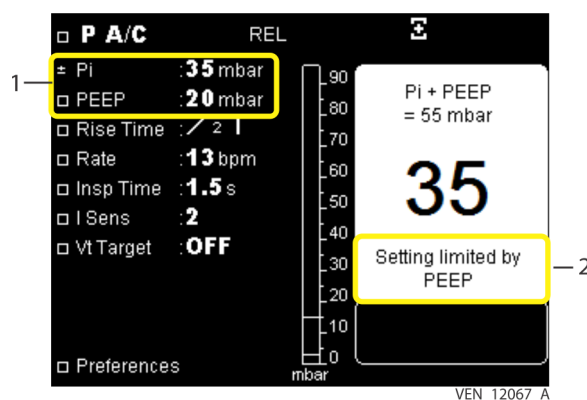 P A/C REL
1
± Pi :35 mbar
PEEP :20 mbar
Rise Time : 2
Rate :13 bpm
Insp Time :1.5 s
I Sens :2
Vt Target :OFF
Preferences
90
80
70
60
50
40
30
20
10
0
mbar
Pi + PEEP
= 55 mbar
35
Setting limited by
PEEP
2
VEN 12067 A